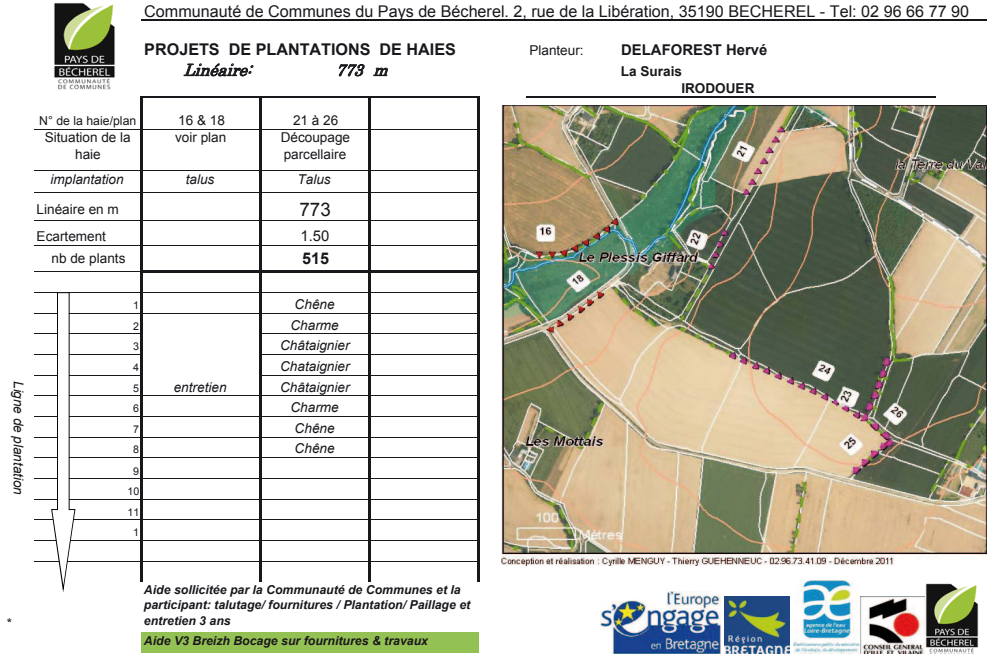 Communauté de Communes du Pays de Bécherel. 2, rue de la Libération, 35190 BECHEREL - Tel: 02 96 66 77 90
PAYS DE
BÉCHEREL
COMMUNAUTÉ
DE COMMUNES
PROJETS DE PLANTATIONS DE HAIES
Linéaire: 773 m
Planteur: DELAFOREST Hervé
La Surais
IRODOUER
N° de la haie/plan 16 & 18 21 à 26
Situation de la haie voir plan Découpage parcellaire
implantation talus Talus
Linéaire en m 773
Ecartement 1.50
nb de plants 515
Ligne de plantation
1 Chêne
2 Charme
3 Châtaignier
4 Chataignier
5 entretien Châtaignier
6 Charme
7 Chêne
8 Chêne
9
10
11
1
*
Aide sollicitée par la Communauté de Communes et la
participant: talutage/ fournitures / Plantation/ Paillage et
entretien 3 ans
Aide V3 Breizh Bocage sur fournitures & travaux
21
la Terre du Va
16
22
Le Plessis Giffard
18
24
23
26
25
Les Mottais
100
Mètres
Conception et réalisation : Cyrille MENGUY - Thierry GUEHENNEUC - 02.96.73.41.09 - Décembre 2011
l'Europe
s'engage
en Bretagne
Région
BRETAGNE
agence de l'eau
Loire-Bretagne
CONSEIL GENERAL
D'ILLE ET VILAINE
PAYS DE
BÉCHEREL
COMMUNAUTÉ